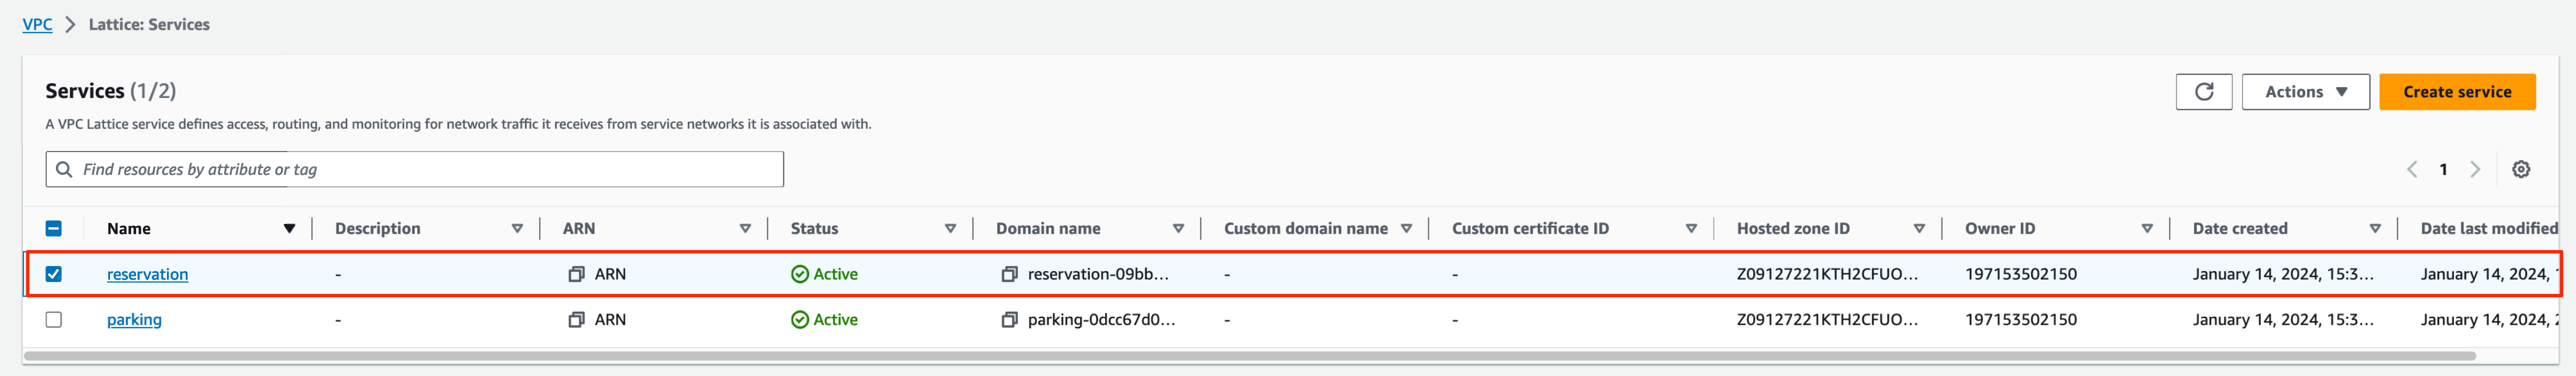 VPC > Lattice: Services
Services (1/2)
Actions ▼
Create service
A VPC Lattice service defines access, routing, and monitoring for network traffic it receives from service networks it is associated with.
Find resources by attribute or tag
1
Name Description ARN Status Domain name Custom domain name Custom certificate ID Hosted zone ID Owner ID Date created Date last modified
reservation - ARN Active reservation-09bb... - - Z09127221KTH2CFUO... 197153502150 January 14, 2024, 15:3... January 14, 2024,
parking - ARN Active parking-0dcc67d0... - - Z09127221KTH2CFUO... 197153502150 January 14, 2024, 15:3... January 14, 2024,